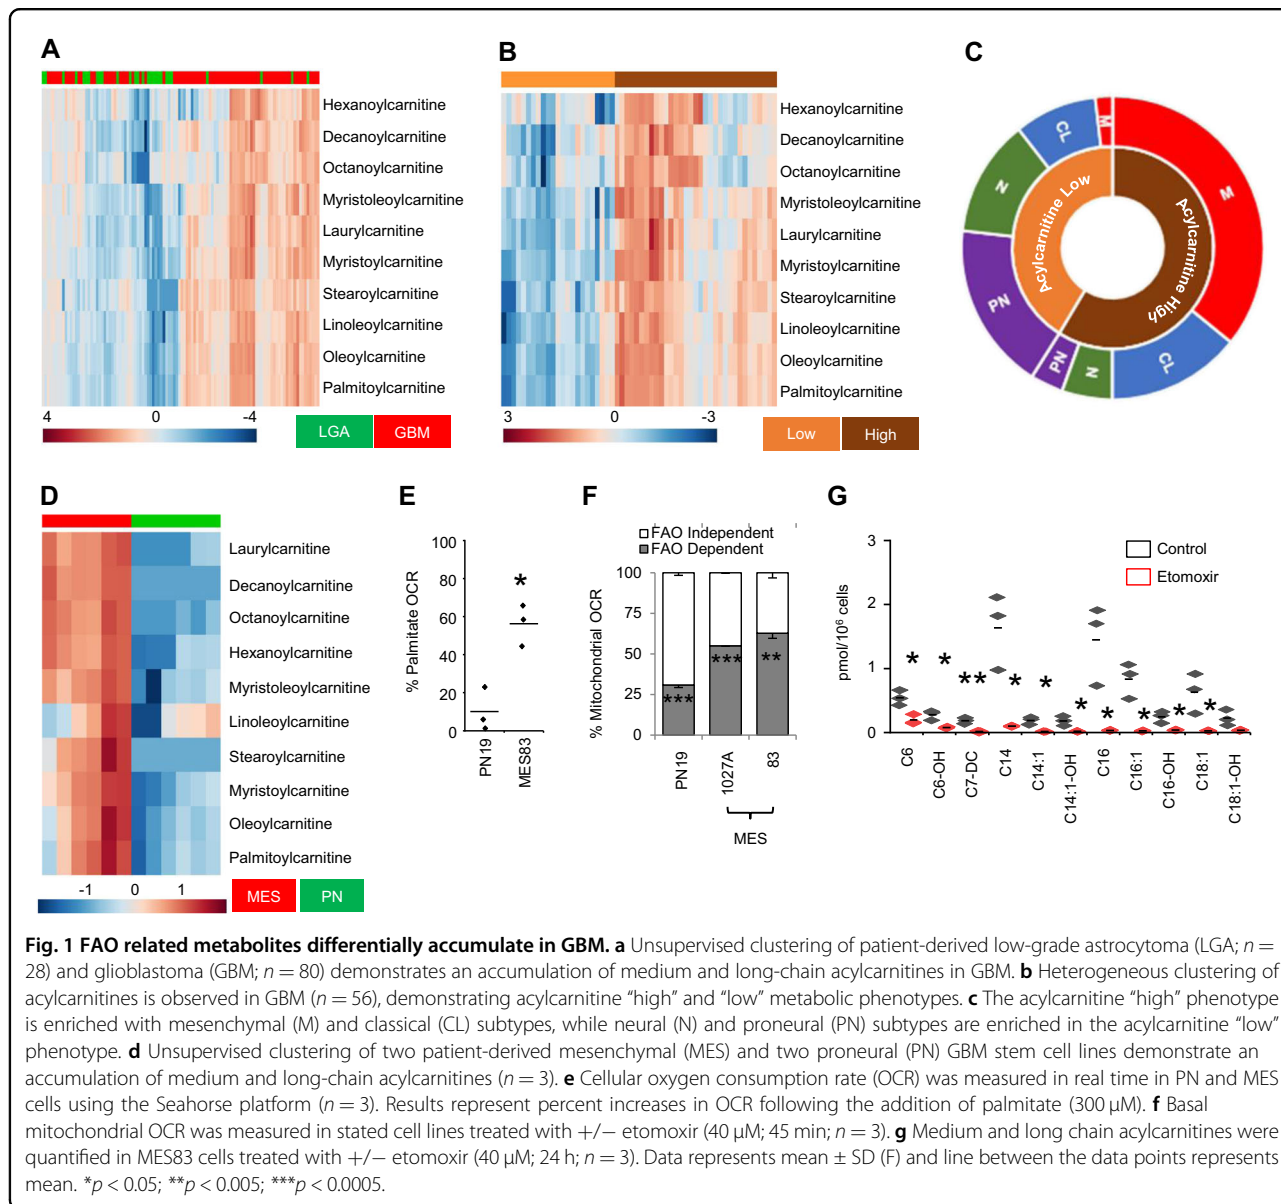 A
Hexanoylcarnitine
Decanoylcarnitine
Octanoylcarnitine
Myristoleoylcarnitine
Laurylcarnitine
Myristoylcarnitine
Stearoylcarnitine
Linoleoylcarnitine
Oleoylcarnitine
Palmitoylcarnitine
4 0 -4
LGA GBM
B
Hexanoylcarnitine
Decanoylcarnitine
Octanoylcarnitine
Myristoleoylcarnitine
Laurylcarnitine
Myristoylcarnitine
Stearoylcarnitine
Linoleoylcarnitine
Oleoylcarnitine
Palmitoylcarnitine
3 0 -3
Low High
C
M
CL
N
PN
PN
N
CL
M
Acylcarnitine Low
Acylcarnitine High
D
Laurylcarnitine
Decanoylcarnitine
Octanoylcarnitine
Hexanoylcarnitine
Myristoleoylcarnitine
Linoleoylcarnitine
Stearoylcarnitine
Myristoylcarnitine
Oleoylcarnitine
Palmitoylcarnitine
-1 0 1
MES PN
E
% Palmitate OCR
100
80
60
40
20
0
*
PN19
MES83
F
FAO Independent
FAO Dependent
% Mitochondrial OCR
100
75
50
25
0
***
***
**
PN19
1027A
83
MES
G
Control
Etomoxir
pmol/10⁶ cells
3
2
1
0
* * ** * * * * * * *
C6
C6-OH
C7-DC
C14
C14:1
C14:1-OH
C16
C16:1
C16-OH
C18:1
C18:1-OH
Fig. 1 FAO related metabolites differentially accumulate in GBM. a Unsupervised clustering of patient-derived low-grade astrocytoma (LGA; n =
28) and glioblastoma (GBM; n = 80) demonstrates an accumulation of medium and long-chain acylcarnitines in GBM. b Heterogeneous clustering of
acylcarnitines is observed in GBM (n = 56), demonstrating acylcarnitine “high” and “low” metabolic phenotypes. c The acylcarnitine “high” phenotype
is enriched with mesenchymal (M) and classical (CL) subtypes, while neural (N) and proneural (PN) subtypes are enriched in the acylcarnitine “low”
phenotype. d Unsupervised clustering of two patient-derived mesenchymal (MES) and two proneural (PN) GBM stem cell lines demonstrate an
accumulation of medium and long-chain acylcarnitines (n = 3). e Cellular oxygen consumption rate (OCR) was measured in real time in PN and MES
cells using the Seahorse platform (n = 3). Results represent percent increases in OCR following the addition of palmitate (300 μM). f Basal
mitochondrial OCR was measured in stated cell lines treated with +/− etomoxir (40 μM; 45 min; n = 3). g Medium and long chain acylcarnitines were
quantified in MES83 cells treated with +/− etomoxir (40 μM; 24 h; n = 3). Data represents mean ± SD (F) and line between the data points represents
mean. *p < 0.05; **p < 0.005; ***p < 0.0005.